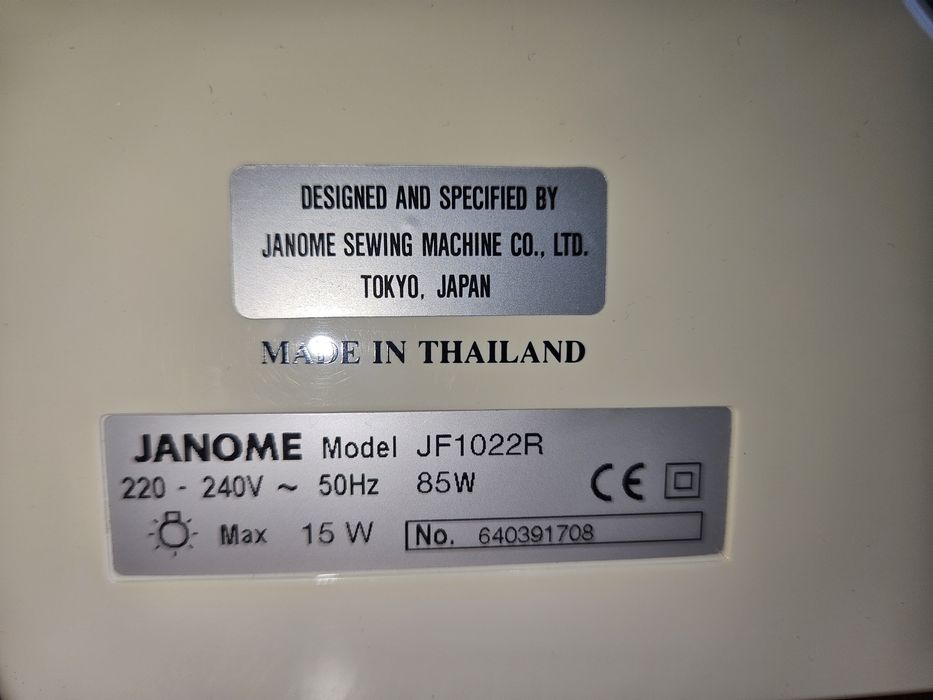 DESIGNED AND SPECIFIED BY
JANOME SEWING MACHINE CO., LTD.
TOKYO, JAPAN
MADE IN THAILAND
JANOME Model JF1022R
220 - 240V ~ 50Hz 85W CE
Max 15 W No. 640391708